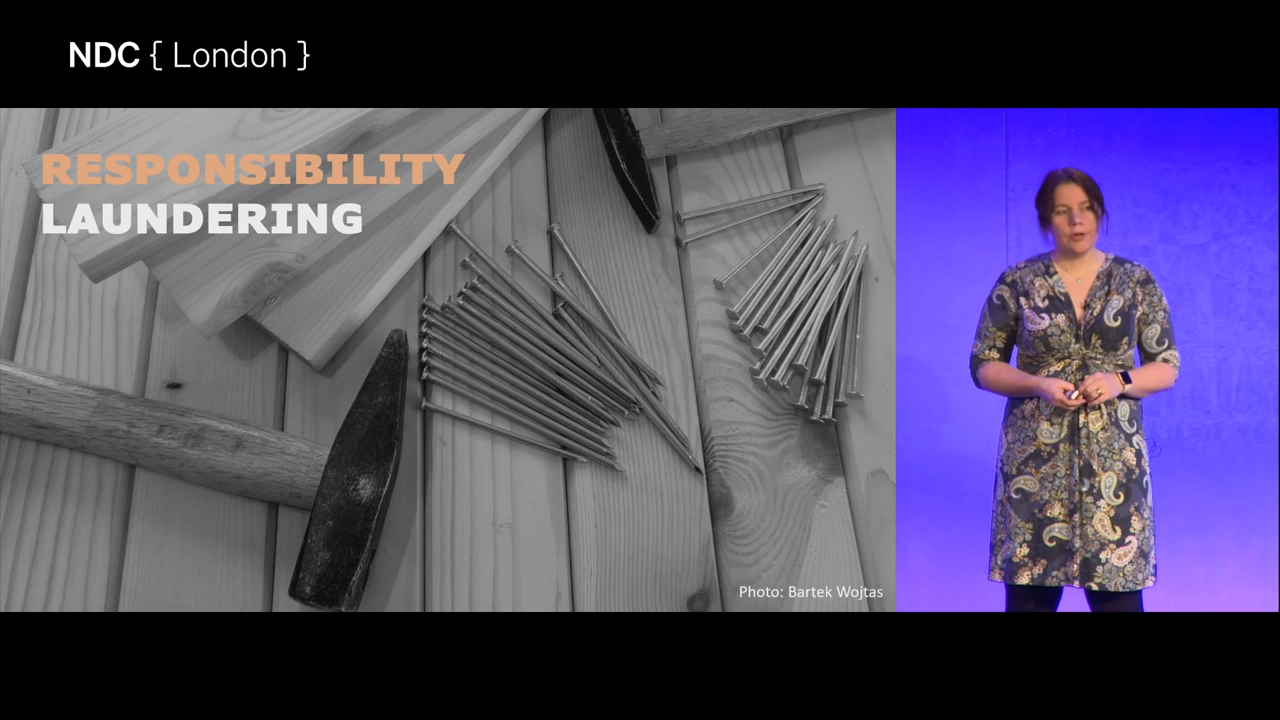 NDC { London }
RESPONSIBILITY
LAUNDERING
Photo: Bartek Wojtas